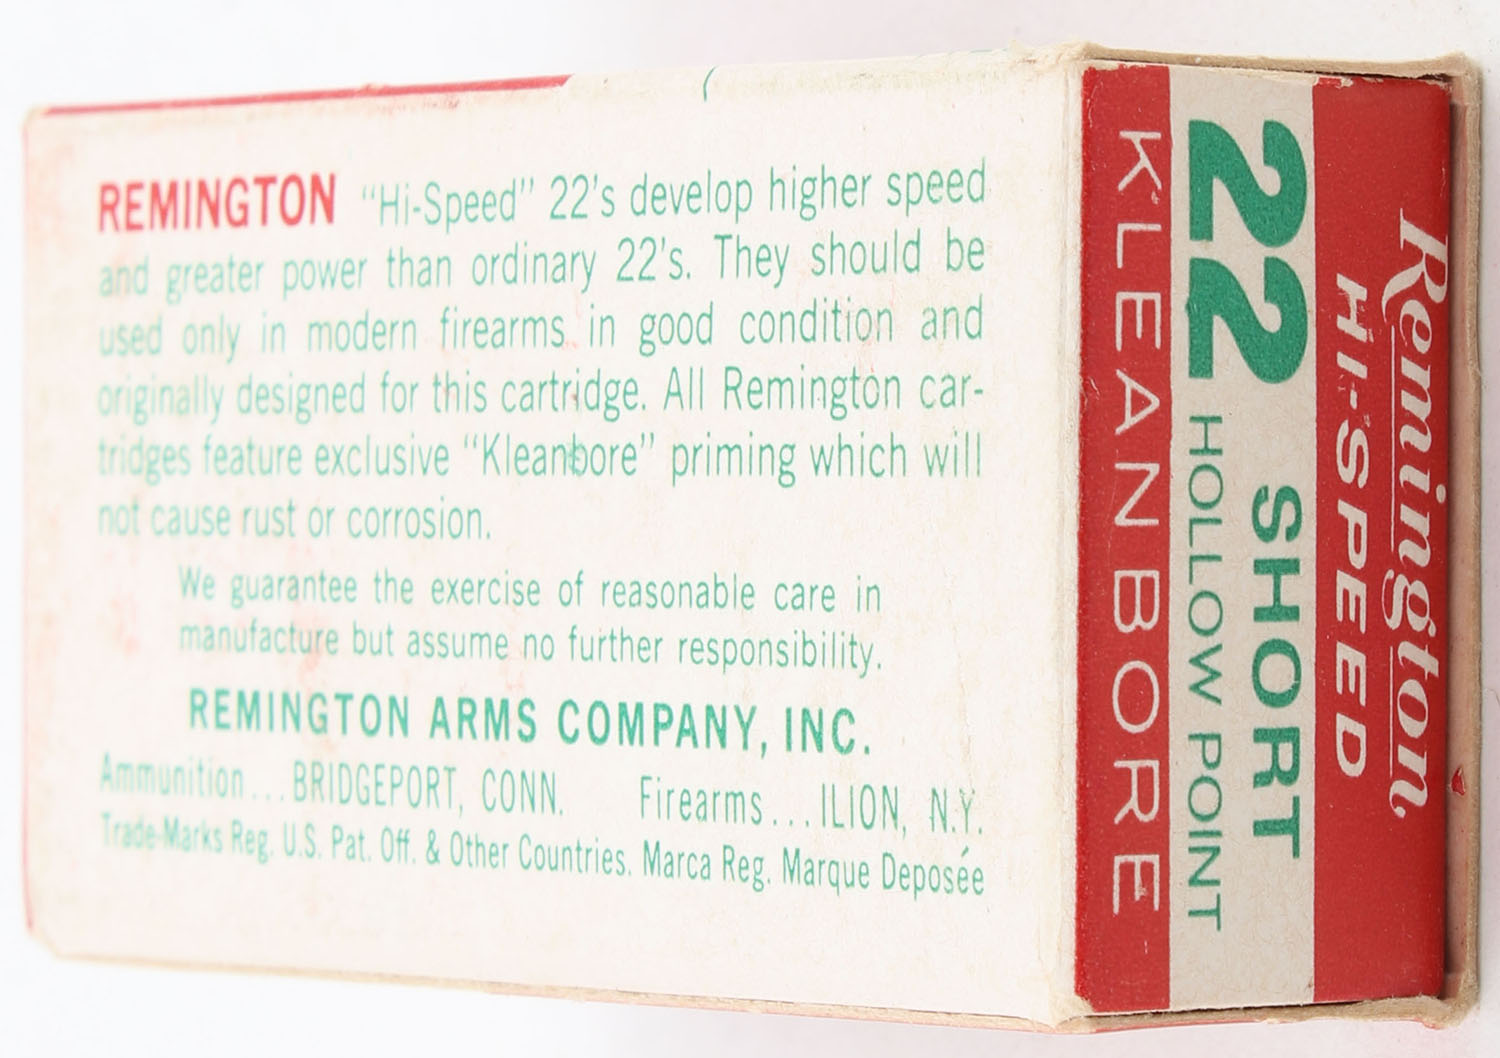 REMINGTON "Hi-Speed" 22's develop higher speed
and greater power than ordinary 22's. They should be
used only in modern firearms in good condition and
originally designed for this cartridge. All Remington car-
tridges feature exclusive "Kleanbore" priming which will
not cause rust or corrosion.
We guarantee the exercise of reasonable care in
manufacture but assume no further responsibility.
REMINGTON ARMS COMPANY, INC.
Ammunition... BRIDGEPORT, CONN. Firearms... ILION, N.Y.
Trade-Marks Reg. U.S. Pat. Off. & Other Countries. Marca Reg. Marque Deposée
Remington
HI-SPEED
22 SHORT
HOLLOW POINT
KLEANBORE